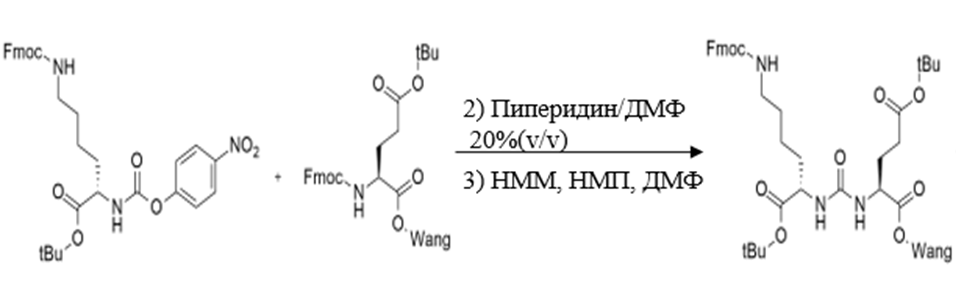 Fmoc
NH
O
O
tBu
N
H
O
O
NO2
+
tBu
O
O
Fmoc
N
H
O
O
Wang
2) Пиперидин/ДМФ
20%(v/v)
3) НММ, НМП, ДМФ
Fmoc
NH
O
O
tBu
N
H
O
N
H
O
O
tBu
O
O
Wang